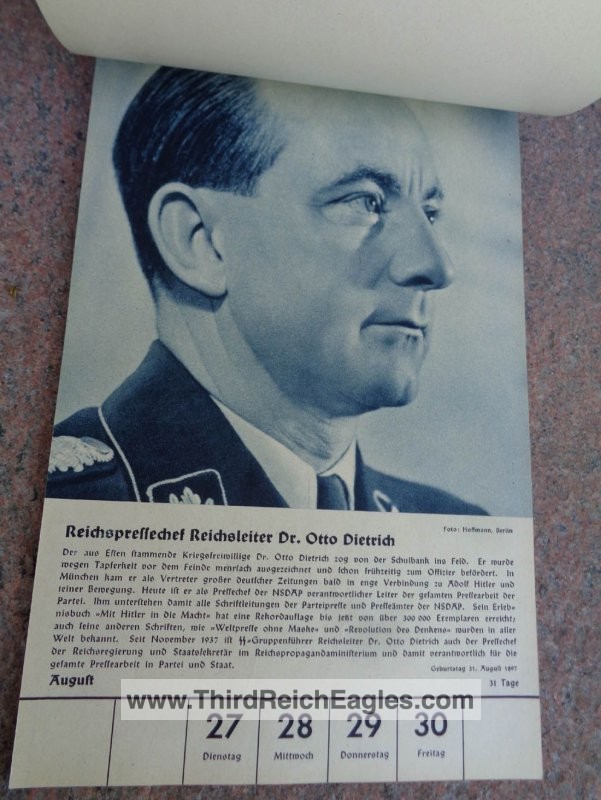 Reichspressechef Reichsleiter Dr. Otto Dietrich
Foto: Hoffmann, Berlin
Der aus Essen stammende Kriegsfreiwillige Dr. Otto Dietrich zog von der Schulbank ins Feld. Er wurde
wegen Tapferkeit vor dem Feinde mehrfach ausgezeichnet und schon frühzeitig zum Offizier befördert. In
München kam er als Vertreter großer deutscher Zeitungen bald in enge Verbindung zu Adolf Hitler und
seiner Bewegung. Heute ist er als Pressechef der NSDAP verantwortlicher Leiter der gesamten Pressearbeit der
Partei. Ihm unterstehen damit alle Schriftleitungen der Parteipresse und Presseämter der NSDAP. Sein Erleb-
nisbuch »Mit Hitler in die Macht« hat eine Rekordauflage bis jetzt von über 300 000 Exemplaren erreicht;
auch seine anderen Schriften, wie »Weltpresse ohne Maske« und »Revolution des Denkens« wurden in aller
Welt bekannt. Seit November 1937 ist SS-Gruppenführer Reichsleiter Dr. Otto Dietrich auch der Pressechef
der Reichsregierung und Staatssekretär im Reichspropagandaministerium und damit verantwortlich für die
gesamte Pressearbeit in Partei und Staat.
Geburtstag 31. August 1897
August
31 Tage
www.ThirdReichEagles.com
27 28 29 30
Dienstag Mittwoch Donnerstag Freitag